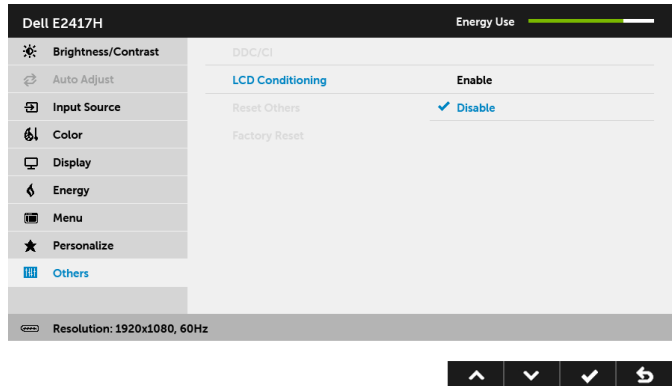 Dell E2417H Energy Use
Brightness/Contrast DDC/CI
Auto Adjust LCD Conditioning Enable
Input Source Reset Others Disable
Color Factory Reset
Display
Energy
Menu
Personalize
Others
Resolution: 1920x1080, 60Hz